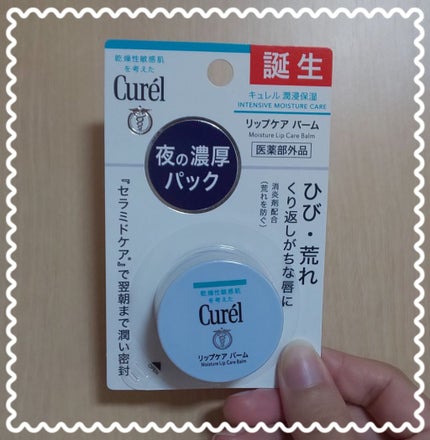 乾燥性敏感肌
を考えた
Curél
誕生
キュレル 潤浸保湿
INTENSIVE MOISTURE CARE
リップケア バーム
Moisture Lip Care Balm
医薬部外品
夜の濃厚
パック
ひび・荒れ
くり返しがちな唇に
消炎剤配合
(荒れを防ぐ)
『セラミドケア』で翌朝まで潤い密封
乾燥性敏感肌
を考えた
Curél
リップケア バーム
Moisture Lip Care Balm
OPEN